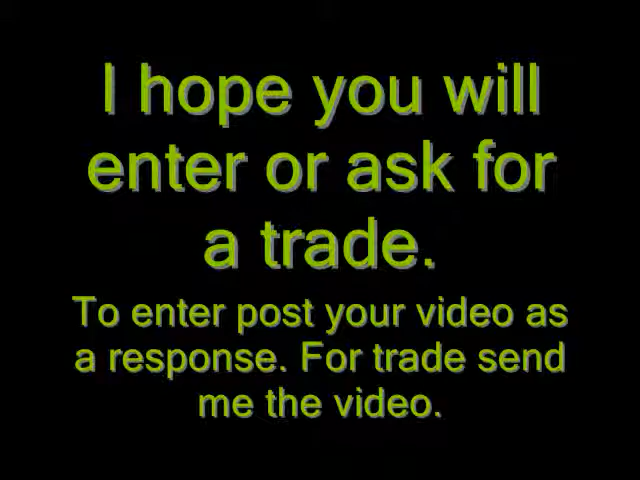 I hope you will
enter or ask for
a trade.
To enter post your video as
a response. For trade send
me the video.